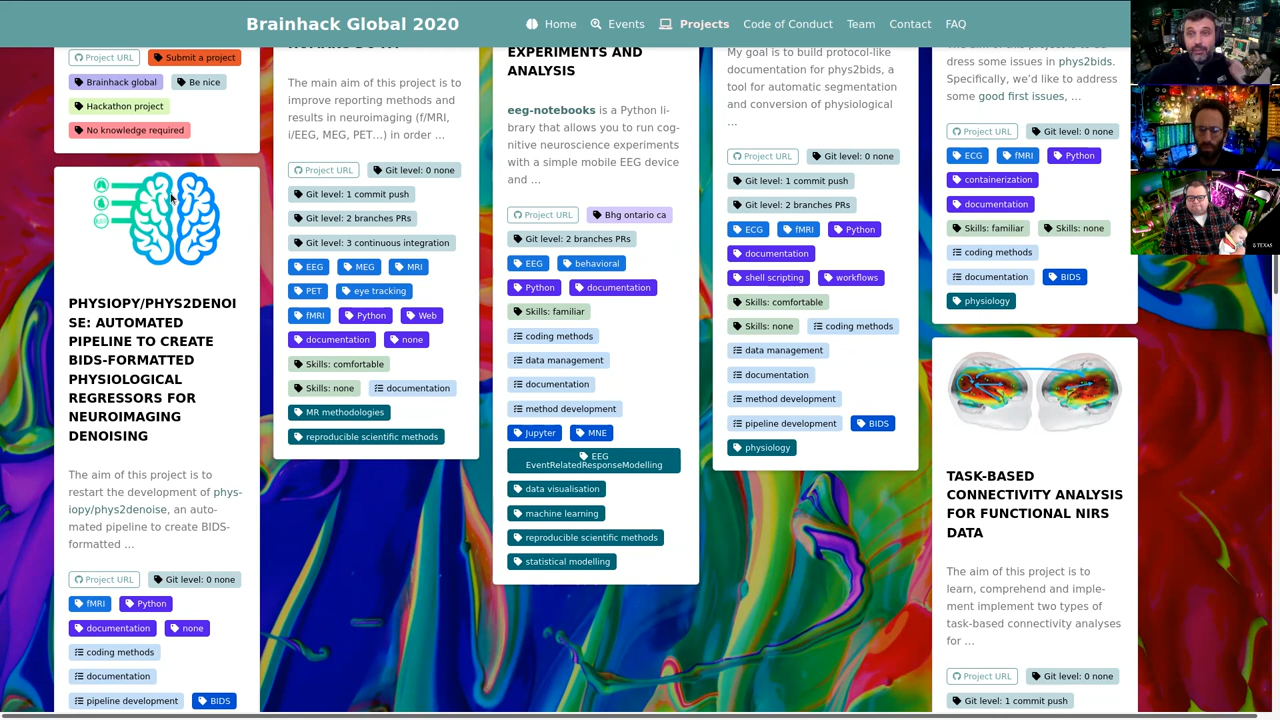 Brainhack Global 2020
Home
Events
Projects
Code of Conduct
Team
Contact
FAQ
Project URL
Submit a project
Brainhack global
Be nice
Hackathon project
No knowledge required
PHYSIOPY/PHYS2DENOI
SE: AUTOMATED
PIPELINE TO CREATE
BIDS-FORMATTED
PHYSIOLOGICAL
REGRESSORS FOR
NEUROIMAGING
DENOISING
The aim of this project is to
restart the development of phys-
iopy/phys2denoise, an auto-
mated pipeline to create BIDS-
formatted …
Project URL
Git level: 0 none
fMRI
Python
documentation
none
coding methods
documentation
pipeline development
BIDS
The main aim of this project is to
improve reporting methods and
results in neuroimaging (f/MRI,
i/EEG, MEG, PET…) in order …
Project URL
Git level: 0 none
Git level: 1 commit push
Git level: 2 branches PRs
Git level: 3 continuous integration
EEG
MEG
MRI
PET
eye tracking
fMRI
Python
Web
documentation
none
Skills: comfortable
Skills: none
documentation
MR methodologies
reproducible scientific methods
EXPERIMENTS AND
ANALYSIS
eeg-notebooks is a Python li-
brary that allows you to run cog-
nitive neuroscience experiments
with a simple mobile EEG device
and …
Project URL
Bhg ontario ca
Git level: 2 branches PRs
EEG
behavioral
Python
documentation
Skills: familiar
coding methods
data management
documentation
method development
Jupyter
MNE
EEG
EventRelatedResponseModelling
data visualisation
machine learning
reproducible scientific methods
statistical modelling
My goal is to build protocol-like
documentation for phys2bids, a
tool for automatic segmentation
and conversion of physiological
…
Project URL
Git level: 0 none
Git level: 1 commit push
Git level: 2 branches PRs
ECG
fMRI
Python
documentation
shell scripting
workflows
Skills: comfortable
Skills: none
coding methods
data management
documentation
method development
pipeline development
BIDS
physiology
dress some issues in phys2bids.
Specifically, we'd like to address
some good first issues, …
Project URL
Git level: 0 none
ECG
fMRI
Python
containerization
documentation
Skills: familiar
Skills: none
coding methods
documentation
BIDS
physiology
TASK-BASED
CONNECTIVITY ANALYSIS
FOR FUNCTIONAL NIRS
DATA
The aim of this project is to
learn, comprehend and imple-
ment implement two types of
task-based connectivity analyses
for …
Project URL
Git level: 0 none
Git level: 1 commit push
TEXAS